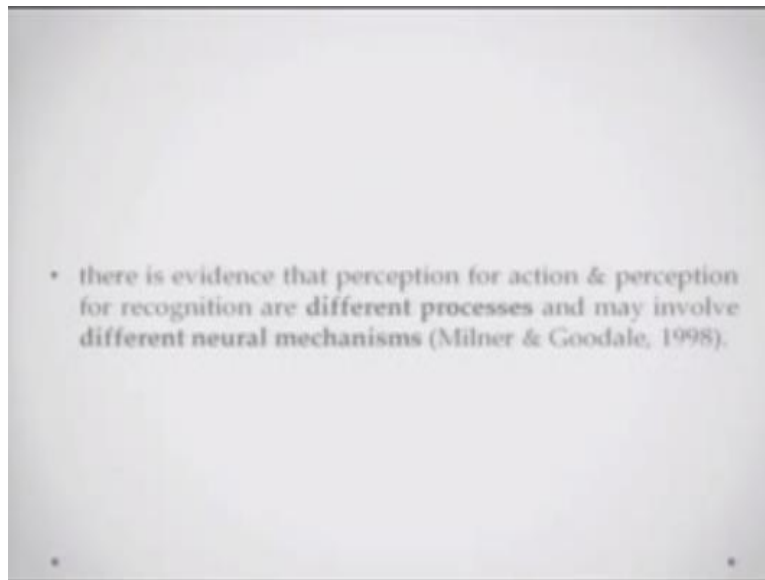 • there is evidence that perception for action & perception
for recognition are different processes and may involve
different neural mechanisms (Milner & Goodale, 1998).